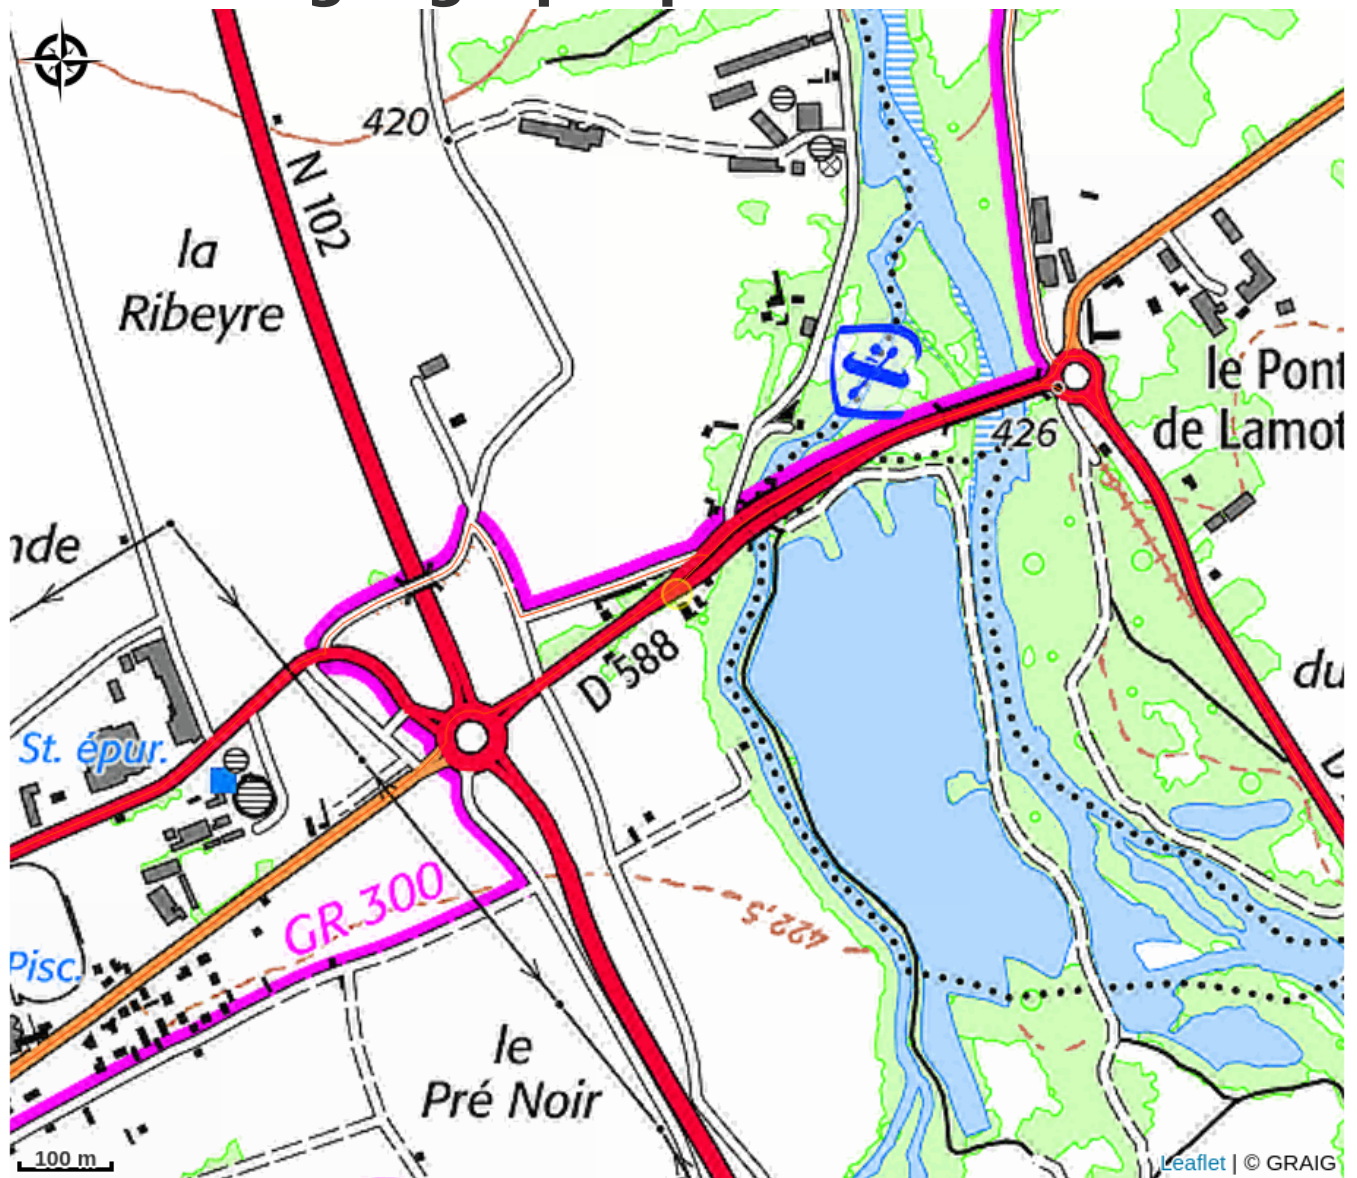 420
N 102
la
Ribeyre
le Pont
de Lamot
426
nde
D 588
du
St. épur.
GR 300
422,5
Pisc.
le
Pré Noir
100 m
Leaflet | © GRAIG